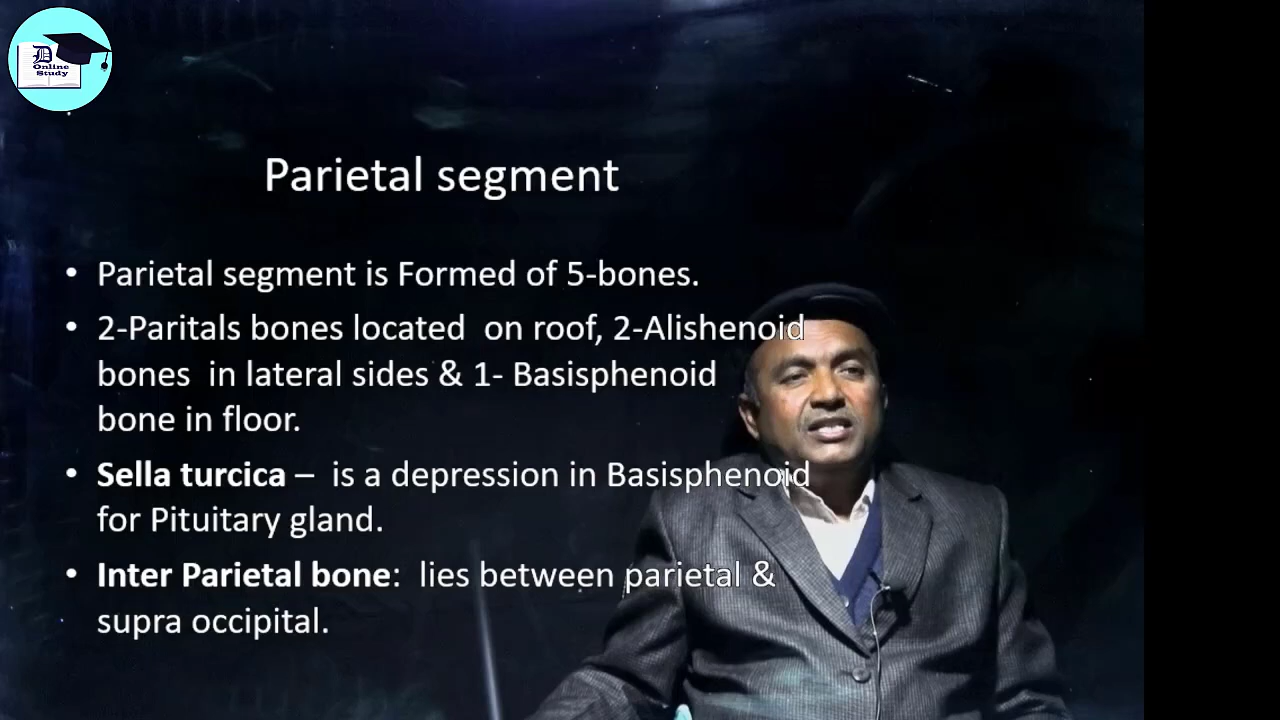 D
Online
Study
Parietal segment
• Parietal segment is Formed of 5-bones.
• 2-Paritals bones located on roof, 2-Alishenoid
bones in lateral sides & 1- Basisphenoid
bone in floor.
• Sella turcica – is a depression in Basisphenoid
for Pituitary gland.
• Inter Parietal bone: lies between parietal &
supra occipital.